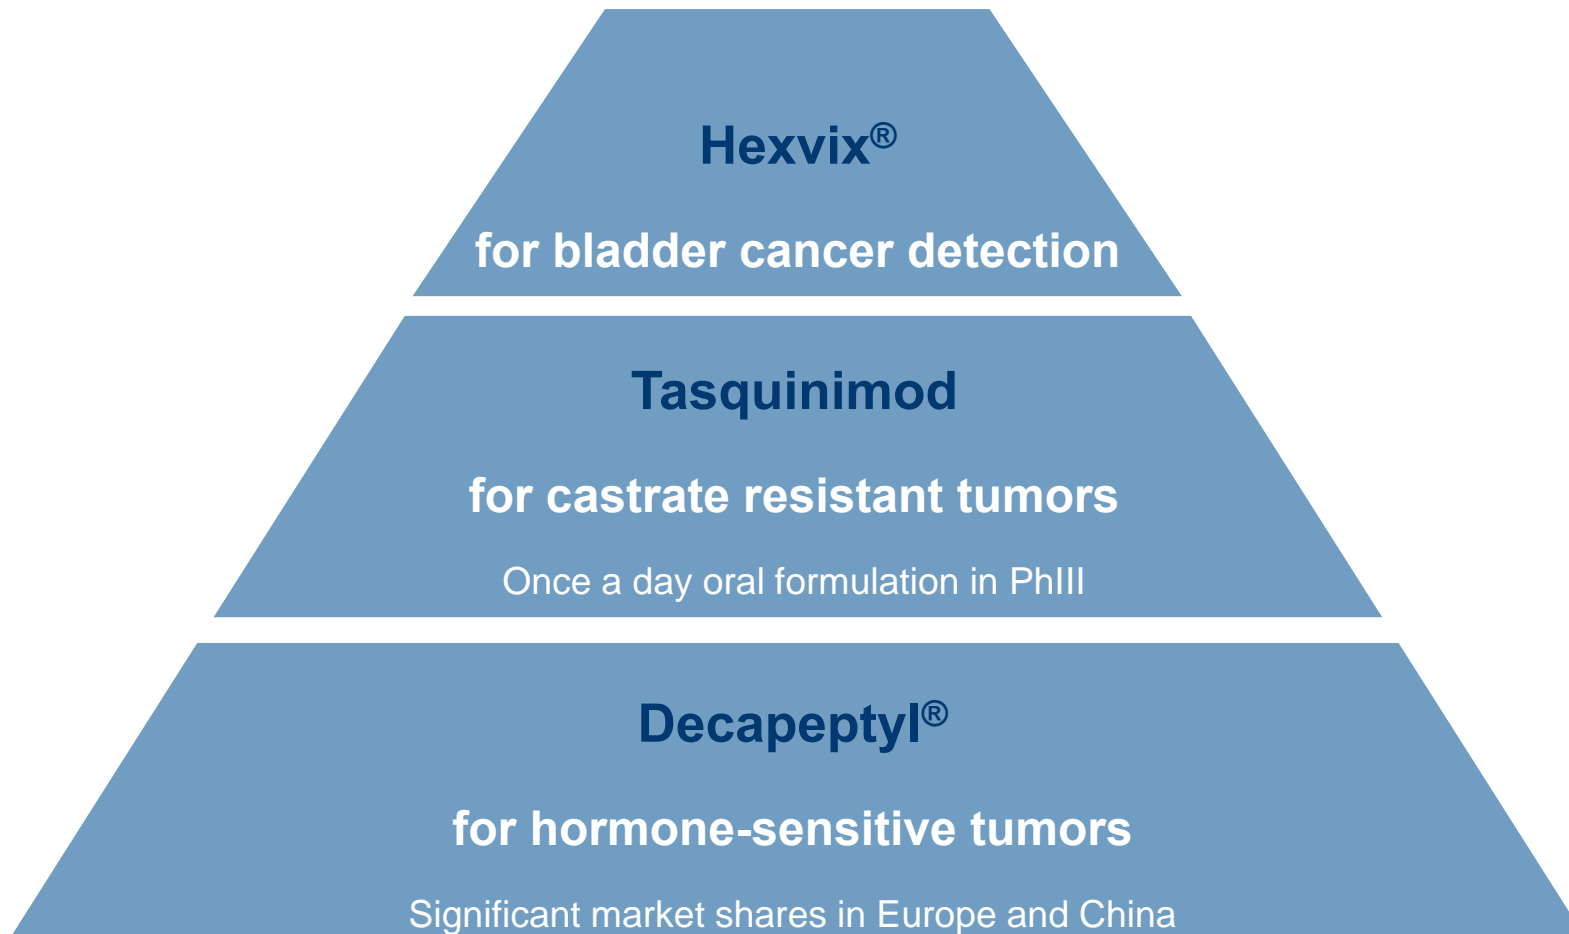 Hexvix®
for bladder cancer detection
Tasquinimod
for castrate resistant tumors
Once a day oral formulation in PhIII
Decapeptyl®
for hormone-sensitive tumors
Significant market shares in Europe and China